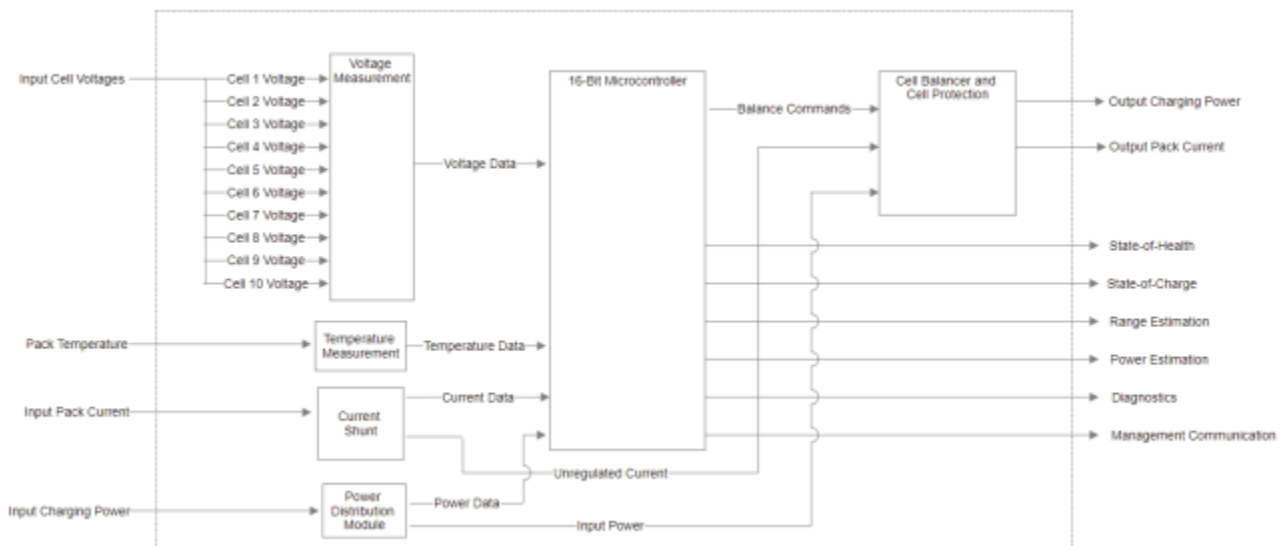 Input Cell Voltages
Cell 1 Voltage
Cell 2 Voltage
Cell 3 Voltage
Cell 4 Voltage
Cell 5 Voltage
Cell 6 Voltage
Cell 7 Voltage
Cell 8 Voltage
Cell 9 Voltage
Cell 10 Voltage
Voltage
Measurement
Voltage Data
16-Bit Microcontroller
Balance Commands
Cell Balancer and
Cell Protection
Output Charging Power
Output Pack Current
State-of-Health
State-of-Charge
Range Estimation
Power Estimation
Diagnostics
Management Communication
Pack Temperature
Temperature
Measurement
Temperature Data
Input Pack Current
Current
Shunt
Current Data
Unregulated Current
Input Charging Power
Power
Distribution
Module
Power Data
Input Power